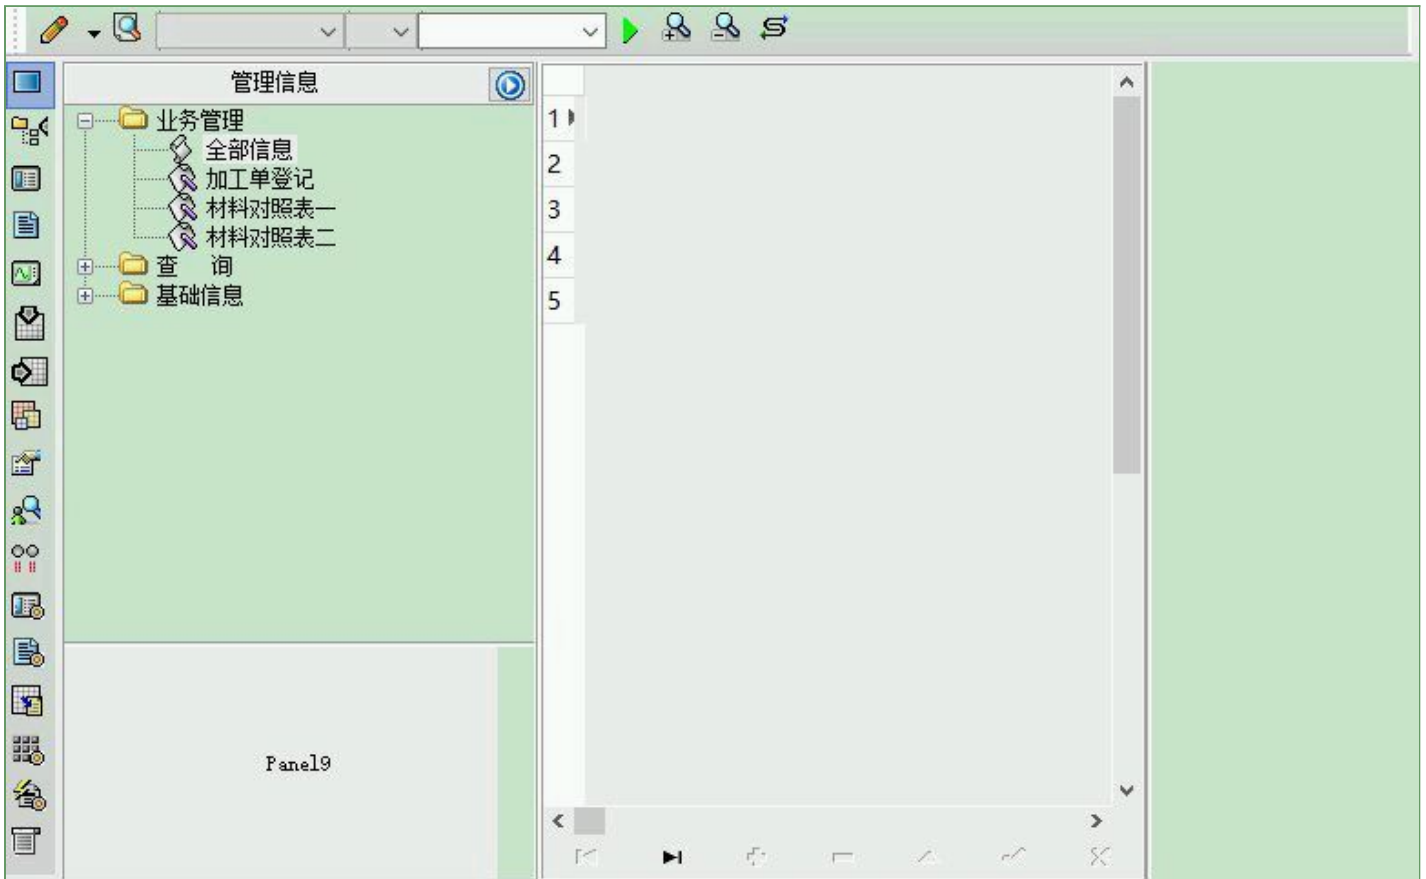 管理信息
业务管理
全部信息
加工单登记
材料对照表一
材料对照表二
查 询
基础信息
1
2
3
4
5
Panel9